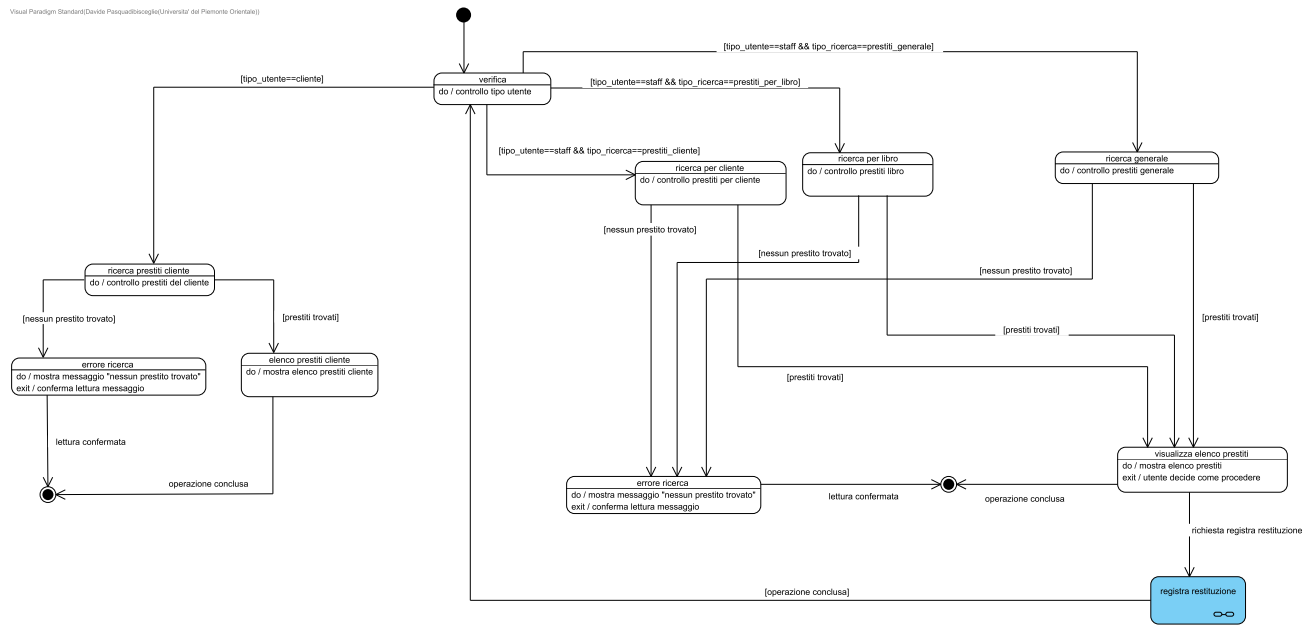 Visual Paradigm Standard(Davide Pasquadibisceglie(Universita' del Piemonte Orientale))
[tipo_utente==staff && tipo_ricerca==prestiti_generale]
[tipo_utente==cliente]
verifica
do / controllo tipo utente
[tipo_utente==staff && tipo_ricerca==prestiti_per_libro]
[tipo_utente==staff && tipo_ricerca==prestiti_cliente]
ricerca per cliente
do / controllo prestiti per cliente
ricerca per libro
do / controllo prestiti libro
ricerca generale
do / controllo prestiti generale
[nessun prestito trovato]
[nessun prestito trovato]
[nessun prestito trovato]
ricerca prestiti cliente
do / controllo prestiti del cliente
[nessun prestito trovato]
[prestiti trovati]
[prestiti trovati]
[prestiti trovati]
[prestiti trovati]
errore ricerca
do / mostra messaggio "nessun prestito trovato"
exit / conferma lettura messaggio
elenco prestiti cliente
do / mostra elenco prestiti cliente
lettura confermata
operazione conclusa
visualizza elenco prestiti
do / mostra elenco prestiti
exit / utente decide come procedere
errore ricerca
do / mostra messaggio "nessun prestito trovato"
exit / conferma lettura messaggio
lettura confermata
operazione conclusa
richiesta registra restituzione
[operazione conclusa]
registra restituzione